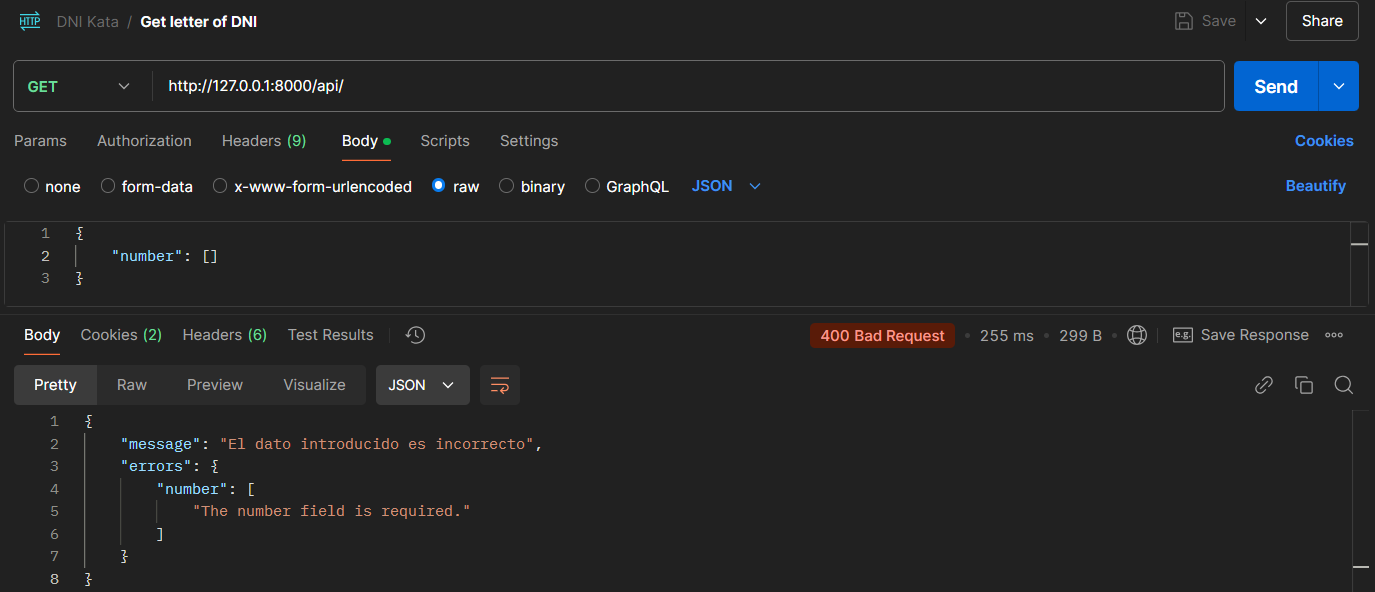 HTTP DNI Kata / Get letter of DNI Save Share
GET http://127.0.0.1:8000/api/ Send
Params Authorization Headers (9) Body Scripts Settings Cookies
none form-data x-www-form-urlencoded raw binary GraphQL JSON Beautify
1 {
2 "number": []
3 }
Body Cookies (2) Headers (6) Test Results 400 Bad Request 255 ms 299 B e.g. Save Response
Pretty Raw Preview Visualize JSON
1 {
2 "message": "El dato introducido es incorrecto",
3 "errors": {
4 "number": [
5 "The number field is required."
6 ]
7 }
8 }